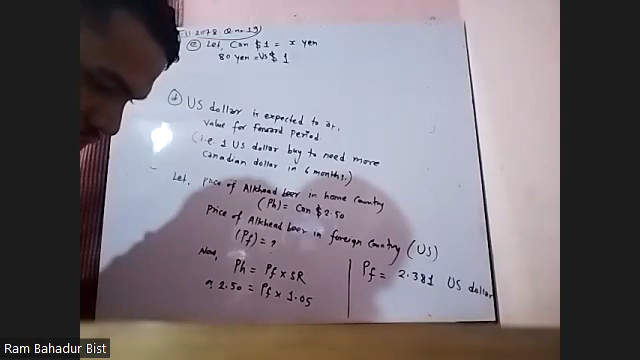 11.2078 Q.no 19)
(e) Let, Can $ 1 = x yen
80 yen = US $ 1
(d) US dollar is expected to at,
value for forward period
(i.e 1 US dollar buy to need more
canadian dollar in 6 months.)
Let, price of Alkhead beer in home country
(Ph) = Can $ 2.50
Price of Alkhead beer in foreign country (US)
(Pf) = ?
Now,
Ph = Pf x SR
2.50 = Pf x 1.05
Pf = 2.381 US dollar
Ram Bahadur Bist